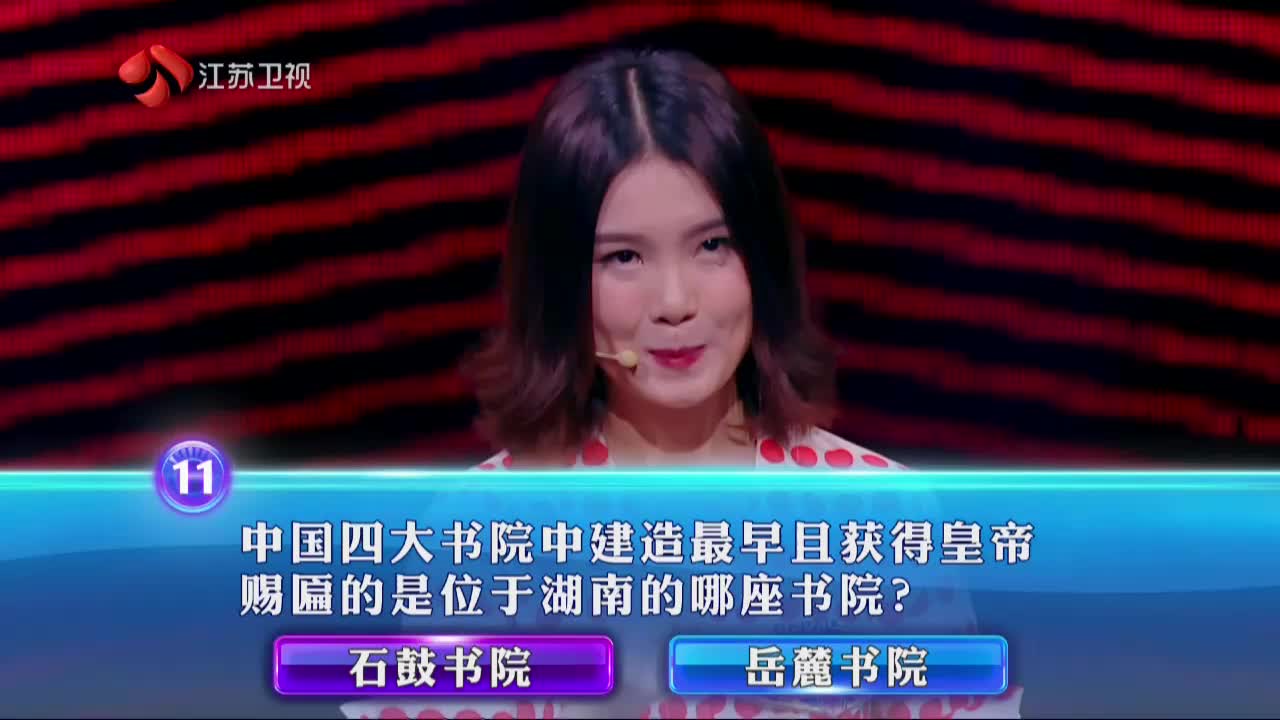 江苏卫视
11
中国四大书院中建造最早且获得皇帝
赐匾的是位于湖南的哪座书院?
石鼓书院
岳麓书院